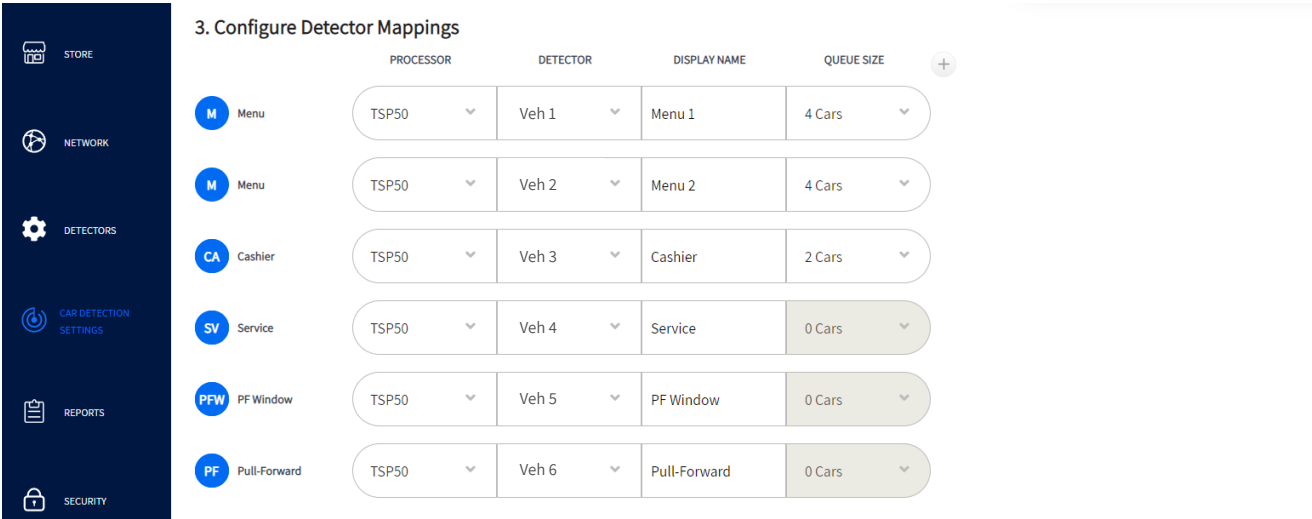 3. Configure Detector Mappings
PROCESSOR DETECTOR DISPLAY NAME QUEUE SIZE
STORE
M Menu TSP50 Veh 1 Menu 1 4 Cars
NETWORK
M Menu TSP50 Veh 2 Menu 2 4 Cars
DETECTORS
CA Cashier TSP50 Veh 3 Cashier 2 Cars
CAR DETECTION
SETTINGS
SV Service TSP50 Veh 4 Service 0 Cars
PFW PF Window TSP50 Veh 5 PF Window 0 Cars
REPORTS
PF Pull-Forward TSP50 Veh 6 Pull-Forward 0 Cars
SECURITY